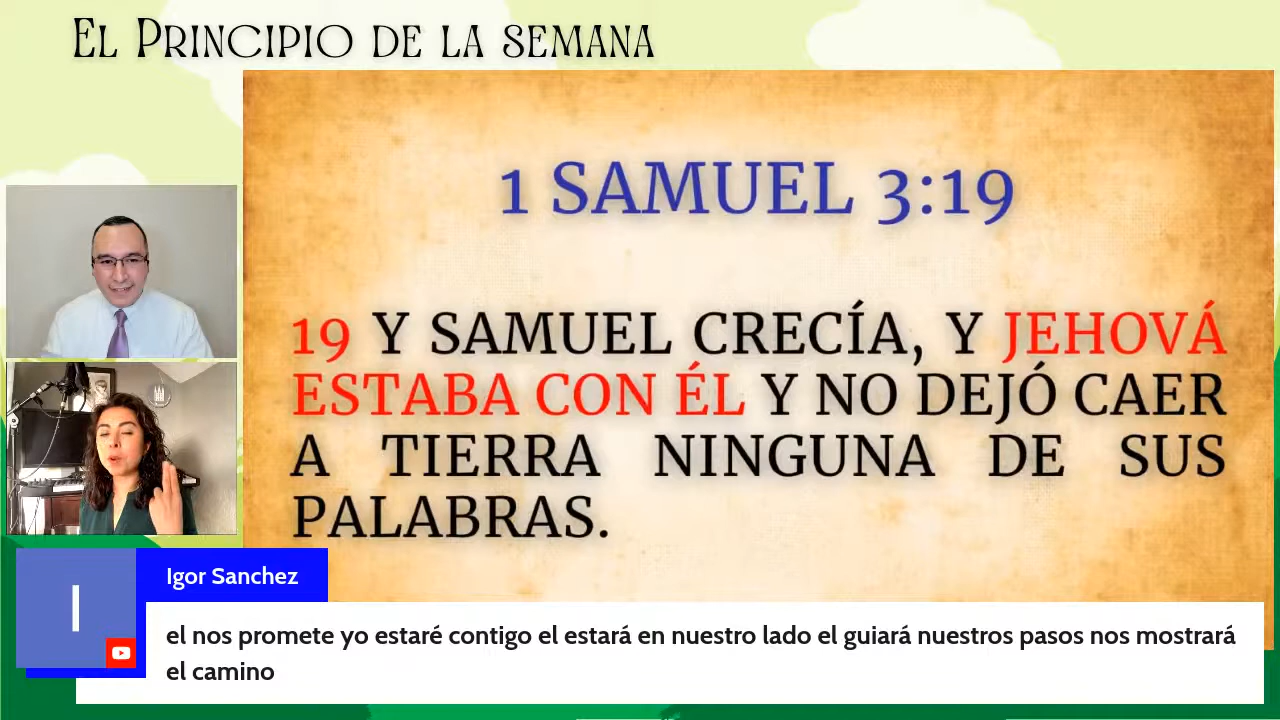 El Principio de la semana
1 SAMUEL 3:19
19 Y SAMUEL CRECÍA, Y JEHOVÁ
ESTABA CON ÉL Y NO DEJÓ CAER
A TIERRA NINGUNA DE SUS
PALABRAS.
I
Igor Sanchez
el nos promete yo estaré contigo el estará en nuestro lado el guiará nuestros pasos nos mostrará
el camino